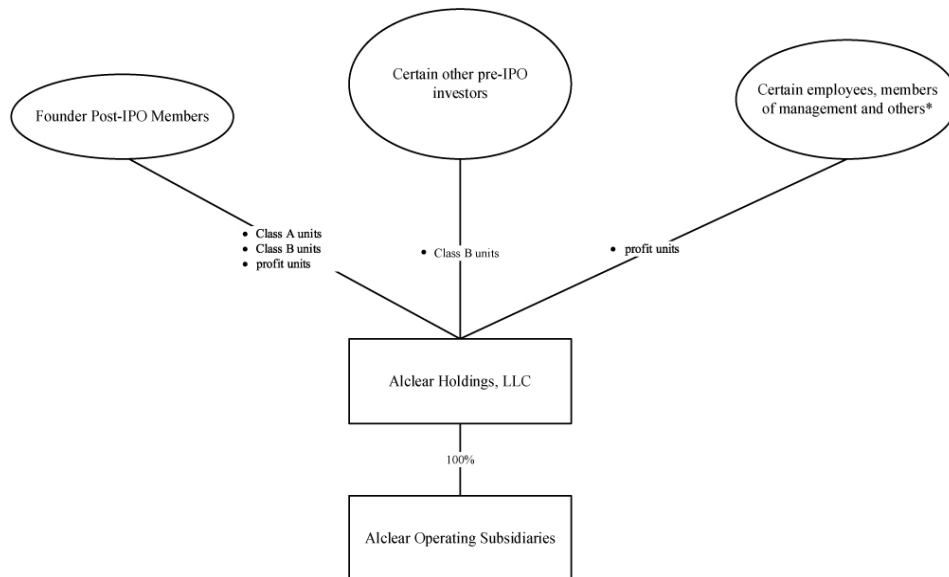 Founder Post-IPO Members
Certain other pre-IPO
investors
Certain employees, members
of management and others*
• Class A units
• Class B units
• profit units
• Class B units
• profit units
Alclear Holdings, LLC
100%
Alclear Operating Subsidiaries